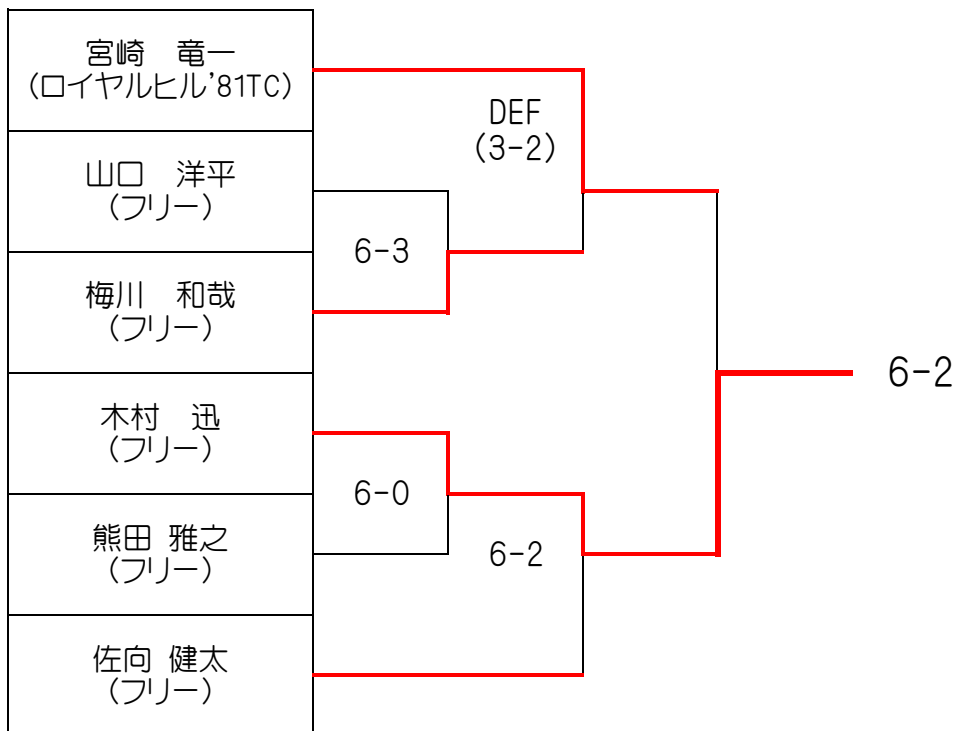 宮崎　竜一
(ロイヤルヒル'81TC)
DEF
(3-2)
山口　洋平
(フリー)
6-3
梅川　和哉
(フリー)
6-2
木村　迅
(フリー)
6-0
熊田 雅之
(フリー)
6-2
佐向 健太
(フリー)